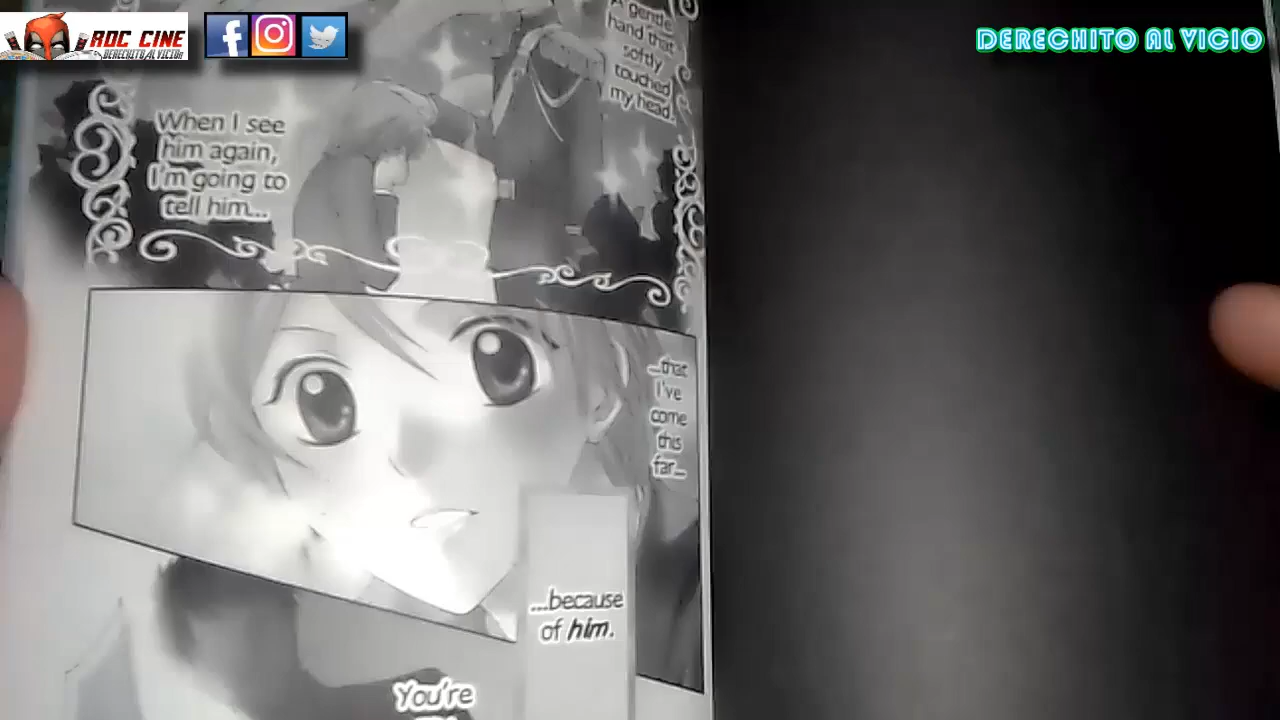 RDC CINE
DERECHITO AL VICIO
A gentle
hand that
softly
touched
my head.
When I see
him again,
I'm going to
tell him...
...that
I've
come
this
far...
...because
of him.
You're